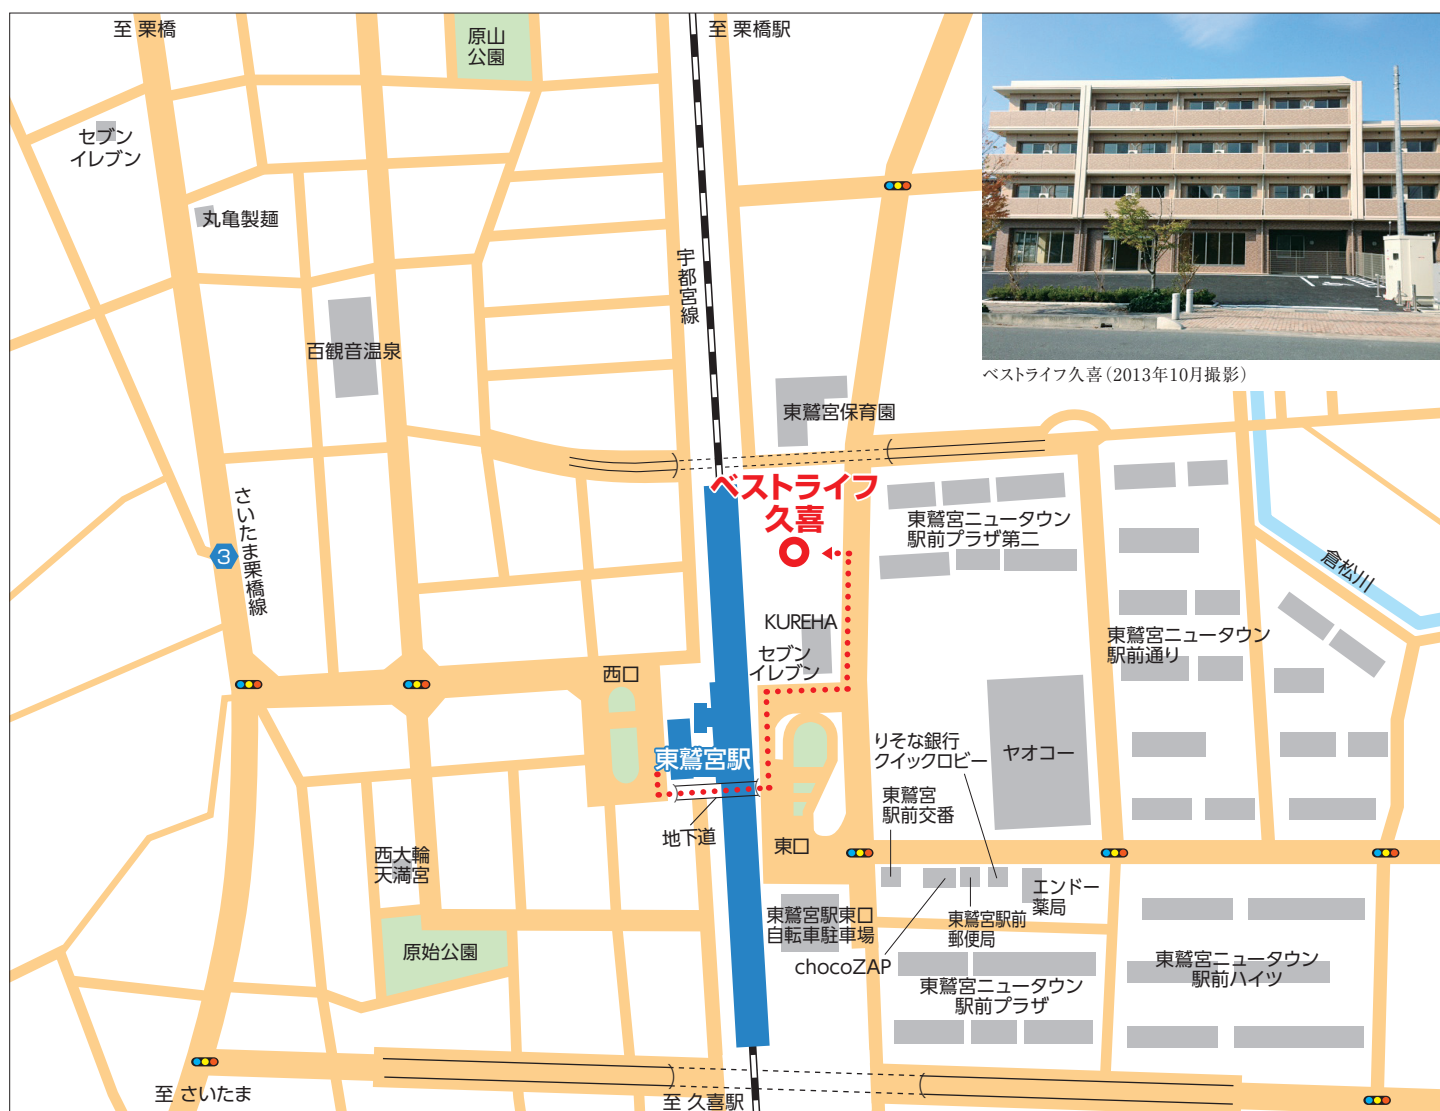 至 栗橋
原山
公園
至 栗橋駅
セブン
イレブン
丸亀製麺
宇都宮線
百観音温泉
ベストライフ久喜(2013年10月撮影)
東鷲宮保育園
ベストライフ
久喜
東鷲宮ニュータウン
駅前プラザ第二
さいたま栗橋線
3
倉松川
KUREHA
セブン
イレブン
東鷲宮ニュータウン
駅前通り
西口
東鷲宮駅
りそな銀行
クイックロビー
ヤオコー
東鷲宮
駅前交番
地下道
東口
西大輪
天満宮
エンドー
薬局
東鷲宮駅東口
自転車駐車場
東鷲宮駅前
郵便局
原始公園
chocoZAP
東鷲宮ニュータウン
駅前ハイツ
東鷲宮ニュータウン
駅前プラザ
至 さいたま
至 久喜駅